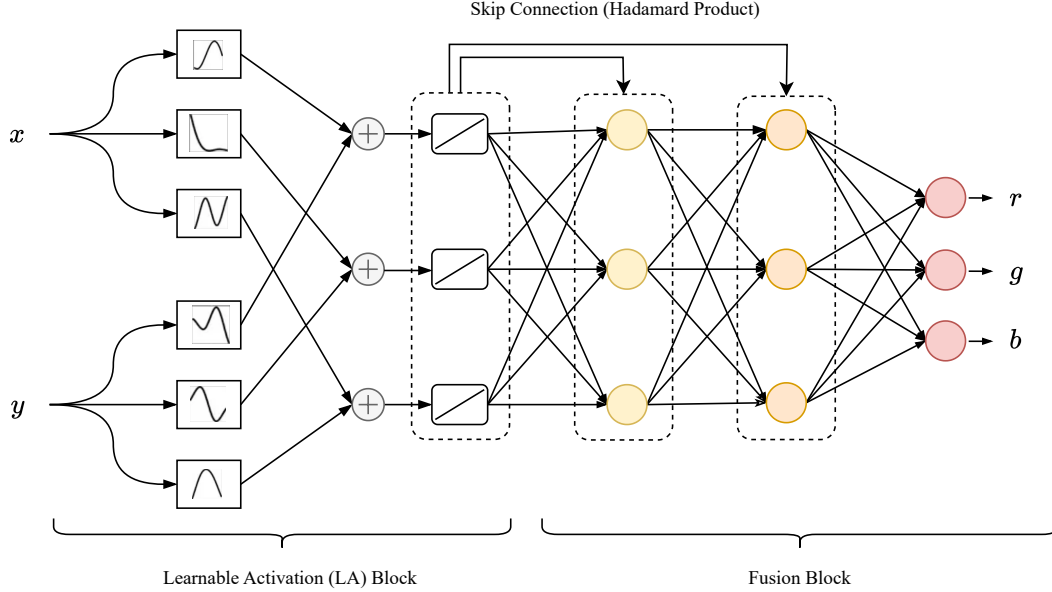 Skip Connection (Hadamard Product)
x
y
+
+
+
r
g
b
Learnable Activation (LA) Block
Fusion Block